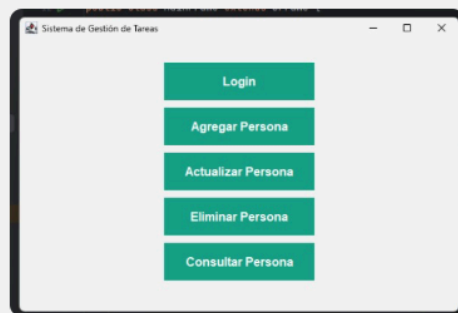 Sistema de Gestión de Tareas
Login
Agregar Persona
Actualizar Persona
Eliminar Persona
Consultar Persona